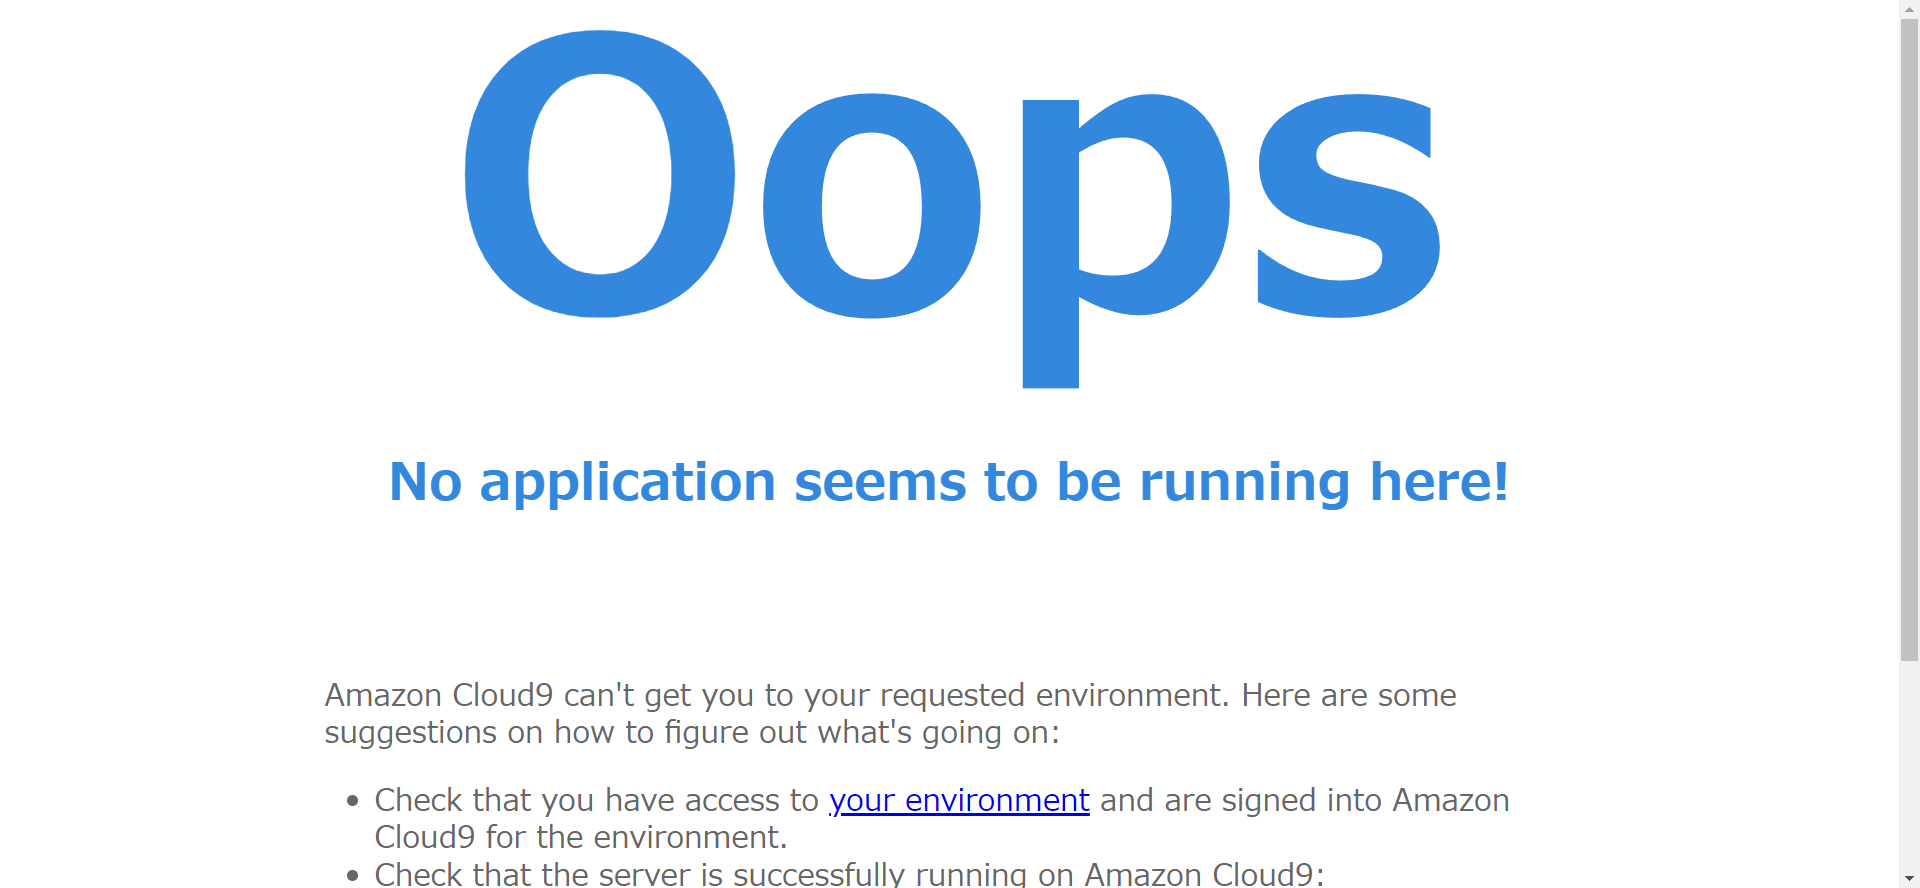 Oops
No application seems to be running here!
Amazon Cloud9 can't get you to your requested environment. Here are some
suggestions on how to figure out what's going on:
• Check that you have access to your environment and are signed into Amazon
Cloud9 for the environment.
• Check that the server is successfully running on Amazon Cloud9: